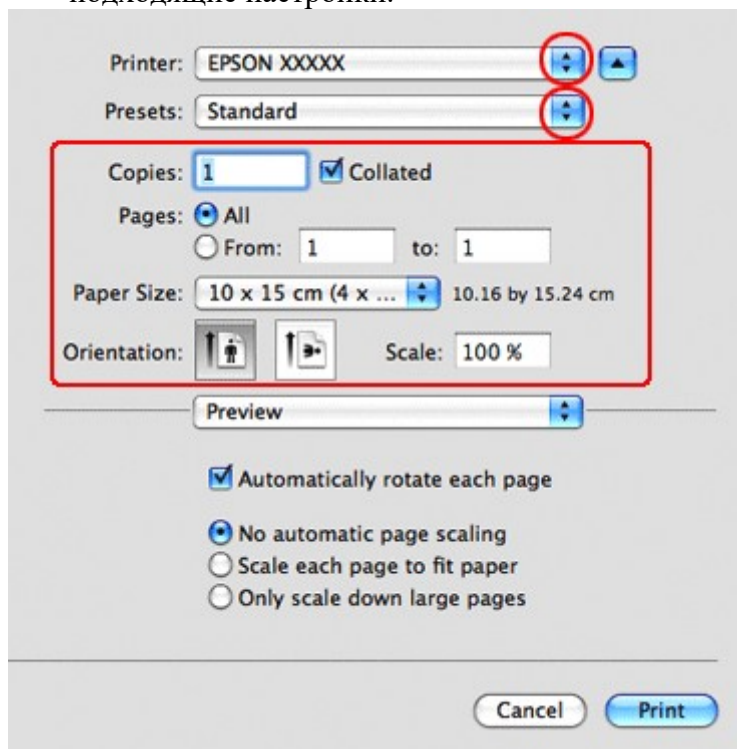 подходящие настройки.
Printer: EPSON XXXXX
Presets: Standard
Copies: 1 Collated
Pages: All
From: 1 to: 1
Paper Size: 10 x 15 cm (4 x ... 10.16 by 15.24 cm
Orientation: Scale: 100 %
Preview
Automatically rotate each page
No automatic page scaling
Scale each page to fit paper
Only scale down large pages
Cancel Print